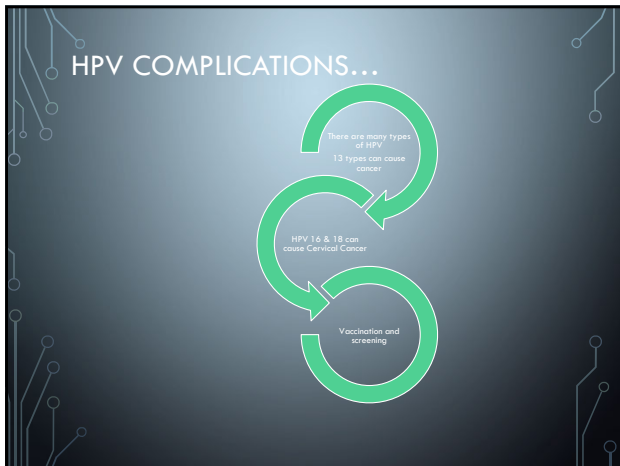 HPV COMPLICATIONS...
There are many types
of HPV
13 types can cause
cancer
HPV 16 & 18 can
cause Cervical Cancer
Vaccination and
screening